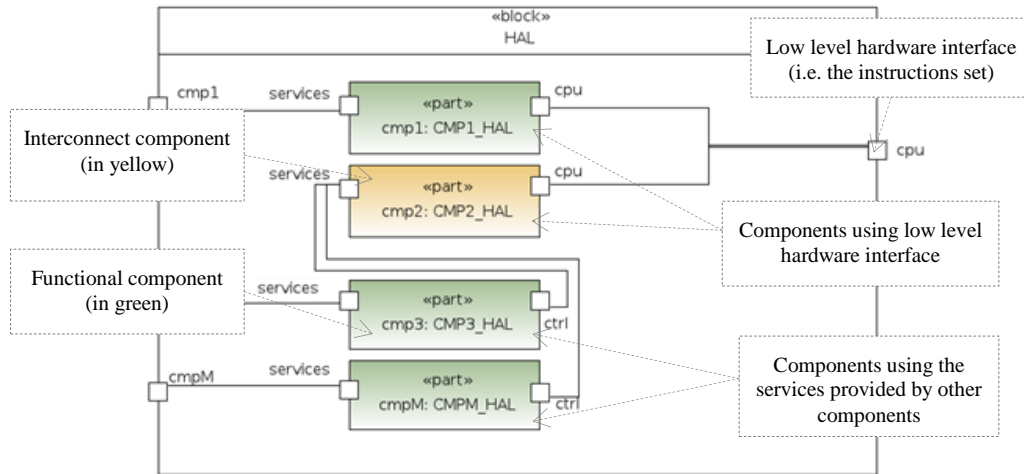 «block»
HAL
Low level hardware interface
(i.e. the instructions set)
cmp1
services
cpu
«part»
cmp1: CMP1_HAL
Interconnect component
(in yellow)
cpu
services
cpu
«part»
cmp2: CMP2_HAL
Components using low level
hardware interface
Functional component
(in green)
services
«part»
cmp3: CMP3_HAL
ctrl
cmpM
services
«part»
cmpM: CMPM_HAL
ctrl
Components using the
services provided by other
components